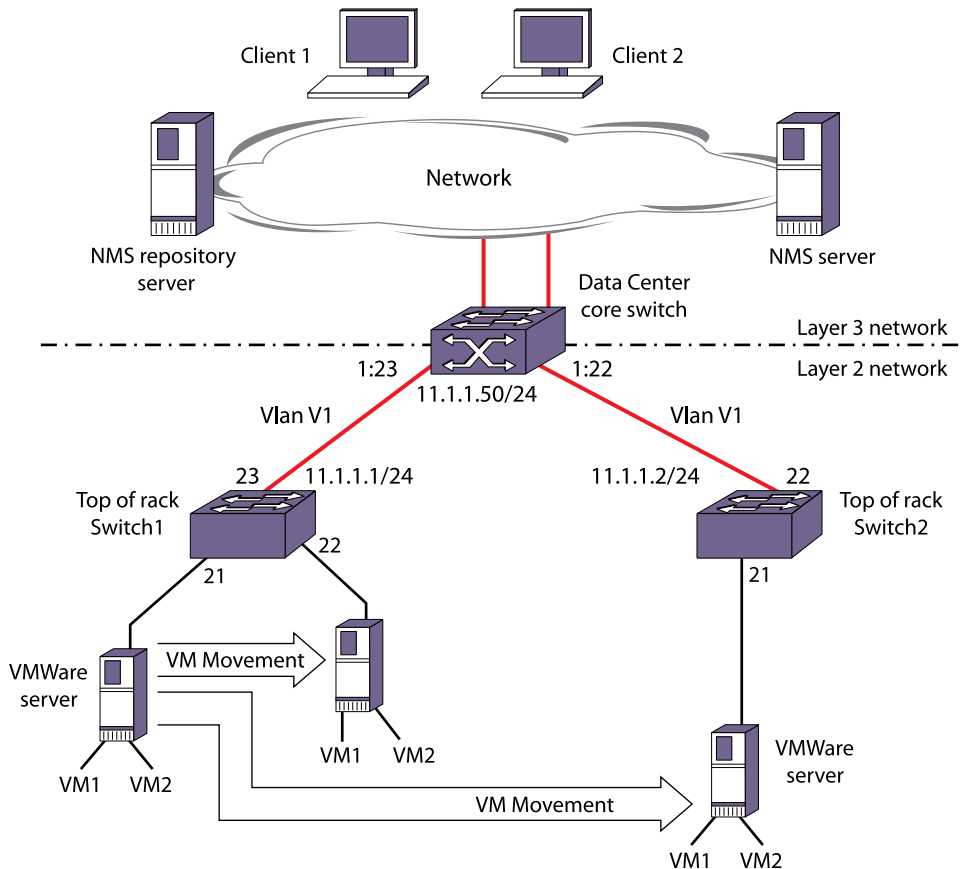 Client 1
Client 2
Network
NMS repository
server
NMS server
Data Center
core switch
Layer 3 network
Layer 2 network
1:23
1:22
11.1.1.50/24
Vlan V1
Vlan V1
23
11.1.1.1/24
11.1.1.2/24
22
Top of rack
Switch1
Top of rack
Switch2
22
21
21
VM Movement
VMWare
server
VM1
VM2
VM1
VM2
VMWare
server
VM Movement
VM1
VM2